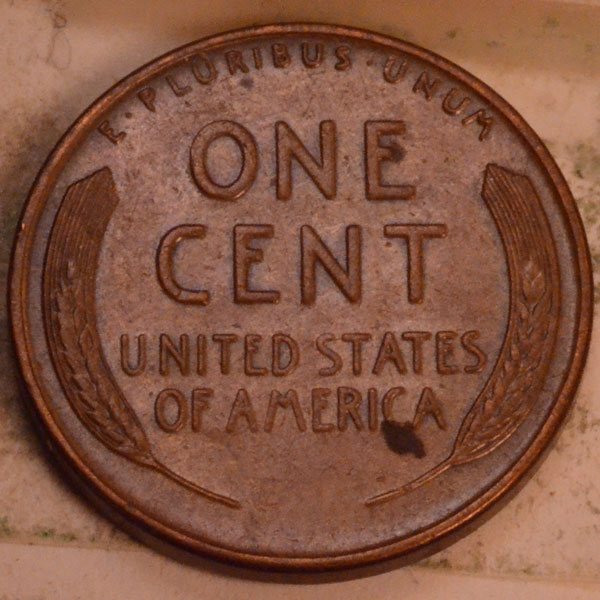 E · PLURIBUS · UNUM
ONE
CENT
UNITED STATES
OF AMERICA